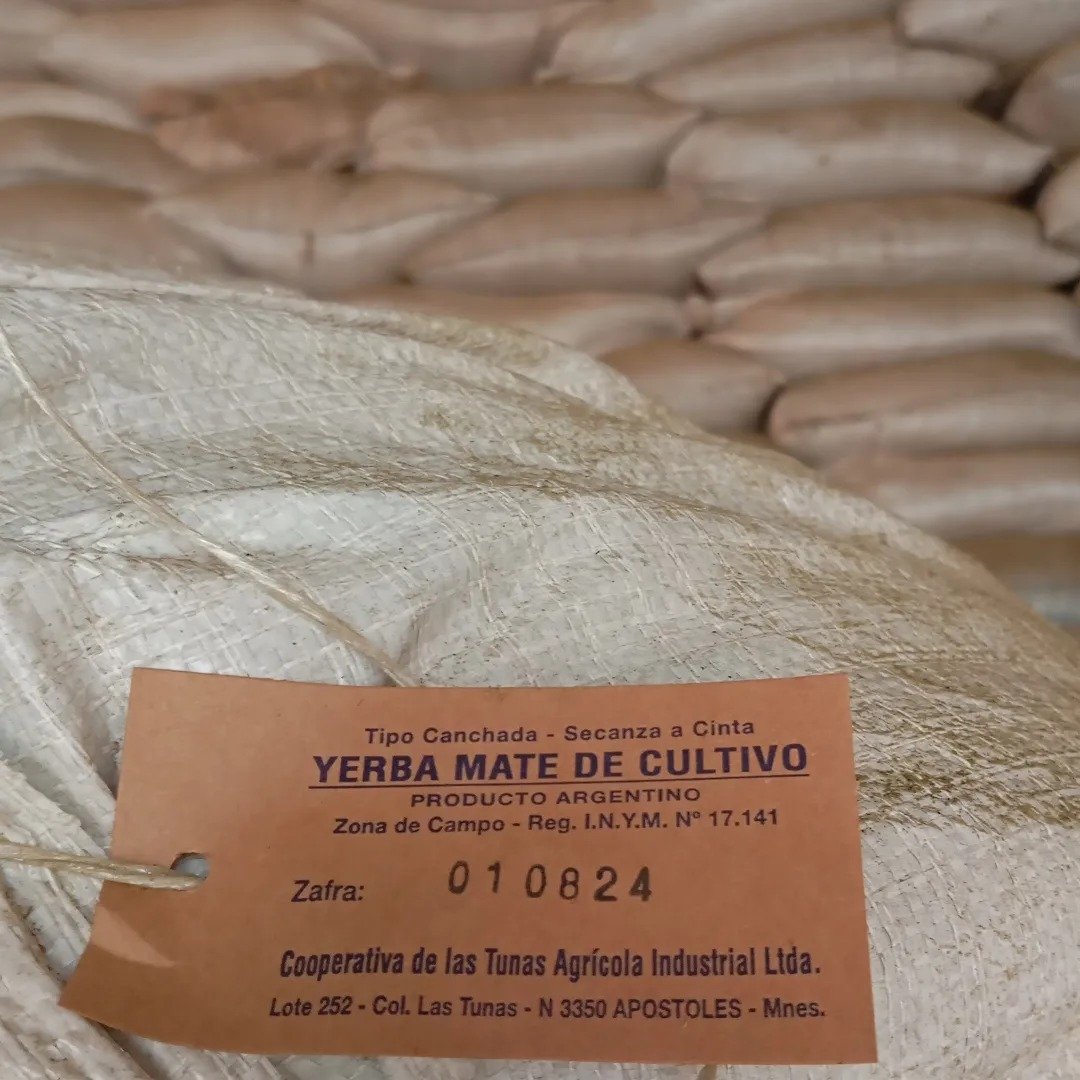 Tipo Canchada - Secanza a Cinta
YERBA MATE DE CULTIVO
PRODUCTO ARGENTINO
Zona de Campo - Reg. I.N.Y.M. Nº 17.141
Zafra: 010824
Cooperativa de las Tunas Agrícola Industrial Ltda.
Lote 252 - Col. Las Tunas - N 3350 APOSTOLES - Mnes.